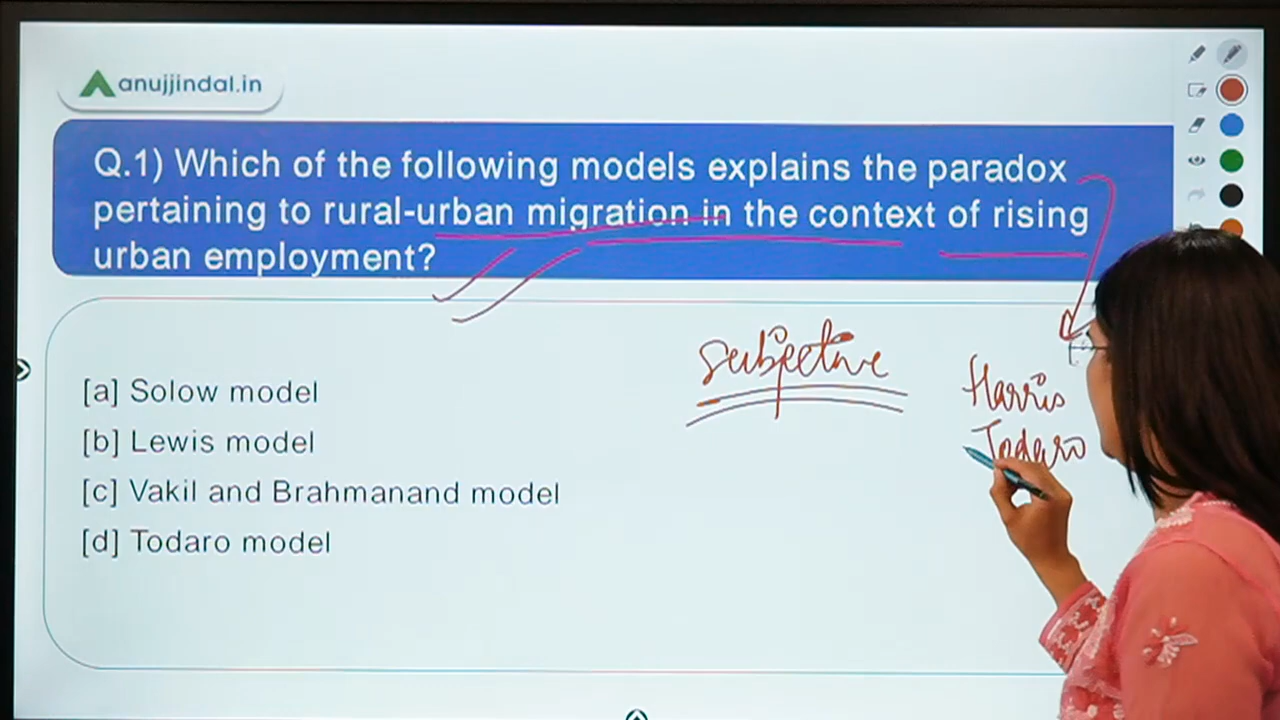 anujjindal.in
Q.1) Which of the following models explains the paradox
pertaining to rural-urban migration in the context of rising
urban employment?
subjective
Harris
Todaro
[a] Solow model
[b] Lewis model
[c] Vakil and Brahmanand model
[d] Todaro model